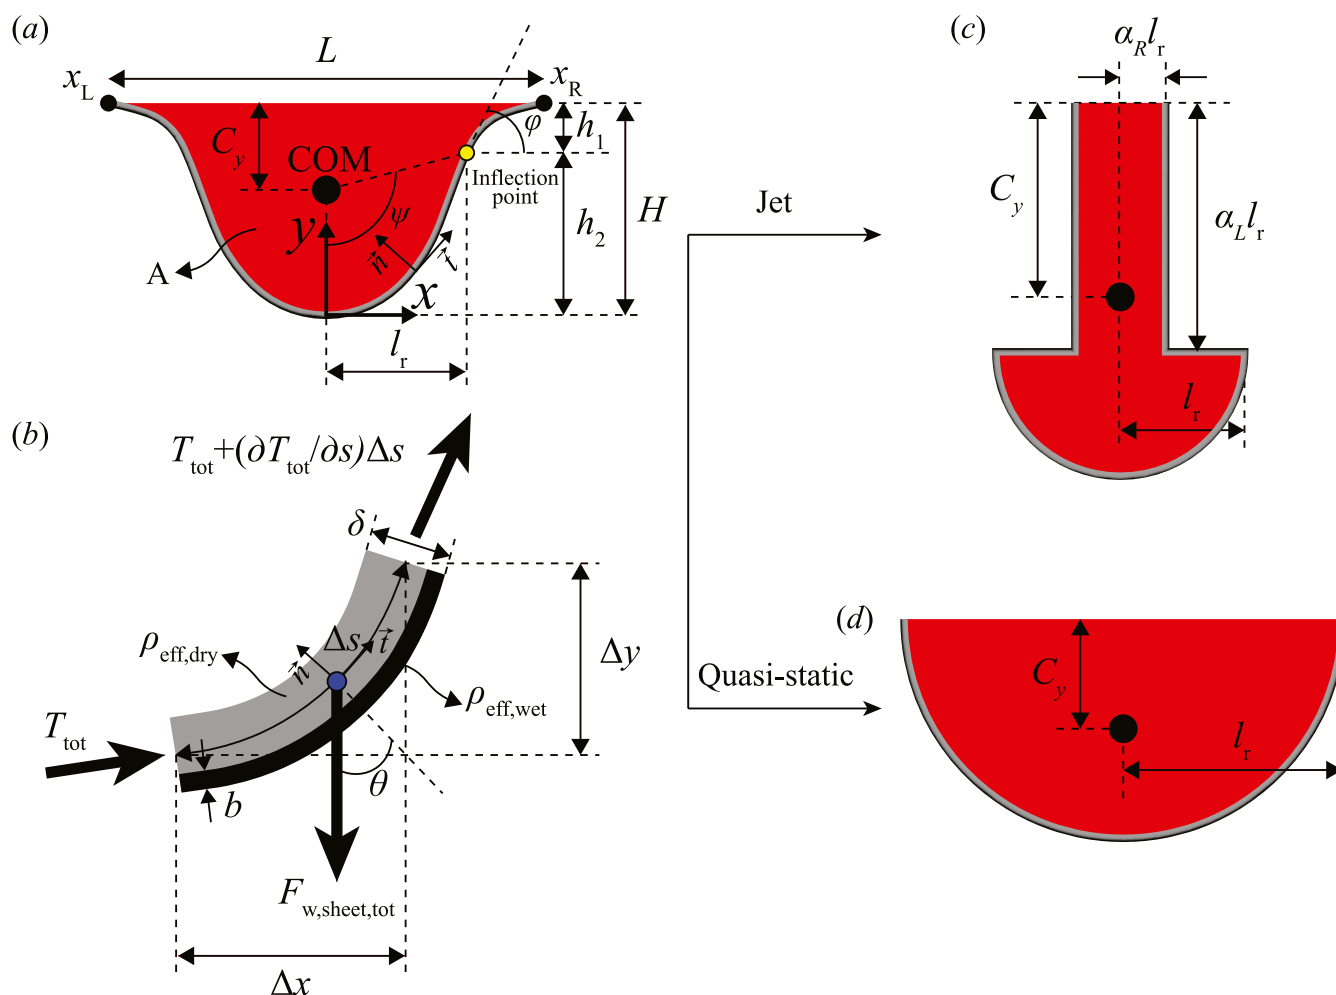 (a)
L
x_L
x_R
C_y
COM
φ
h_1
Inflection
point
ψ
h_2
H
y
n⃗
t⃗
A
x
l_r
Jet
Quasi-static
(b)
T_tot+(∂T_tot/∂s)Δs
δ
Δs
t⃗
n⃗
ρ_eff,dry
ρ_eff,wet
Δy
T_tot
θ
b
F_w,sheet,tot
Δx
(c)
α_R l_r
C_y
α_L l_r
l_r
(d)
C_y
l_r